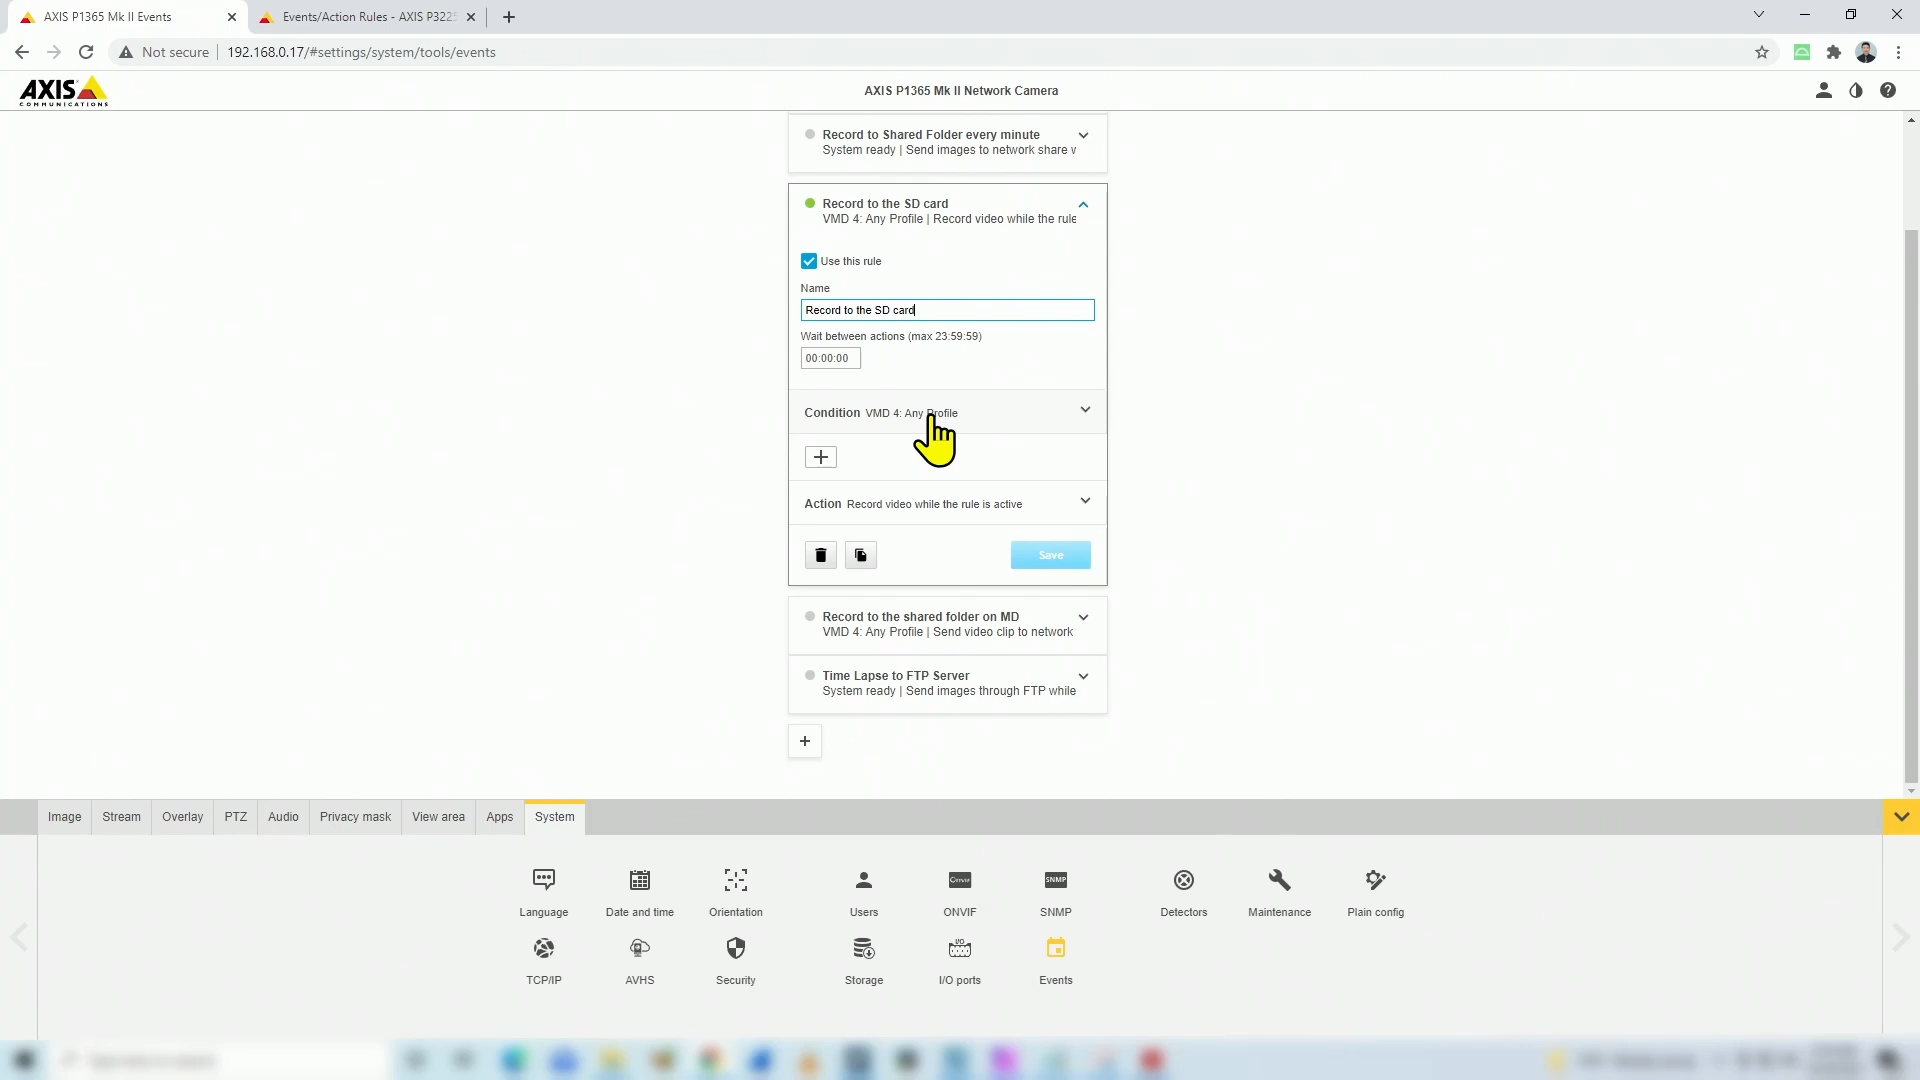 AXIS P1365 Mk II Events
Events/Action Rules - AXIS P3225
Not secure
192.168.0.17/#settings/system/tools/events
AXIS
COMMUNICATIONS
AXIS P1365 Mk II Network Camera
Record to Shared Folder every minute
System ready | Send images to network share v
Record to the SD card
VMD 4: Any Profile | Record video while the rule
Use this rule
Name
Record to the SD card
Wait between actions (max 23:59:59)
00:00:00
Condition VMD 4: Any Profile
Action Record video while the rule is active
Save
Record to the shared folder on MD
VMD 4: Any Profile | Send video clip to network
Time Lapse to FTP Server
System ready | Send images through FTP while
Image Stream Overlay PTZ Audio Privacy mask View area Apps System
ONVIF SNMP
Language Date and time Orientation Users ONVIF SNMP Detectors Maintenance Plain config
I/O
TCP/IP AVHS Security Storage I/O ports Events